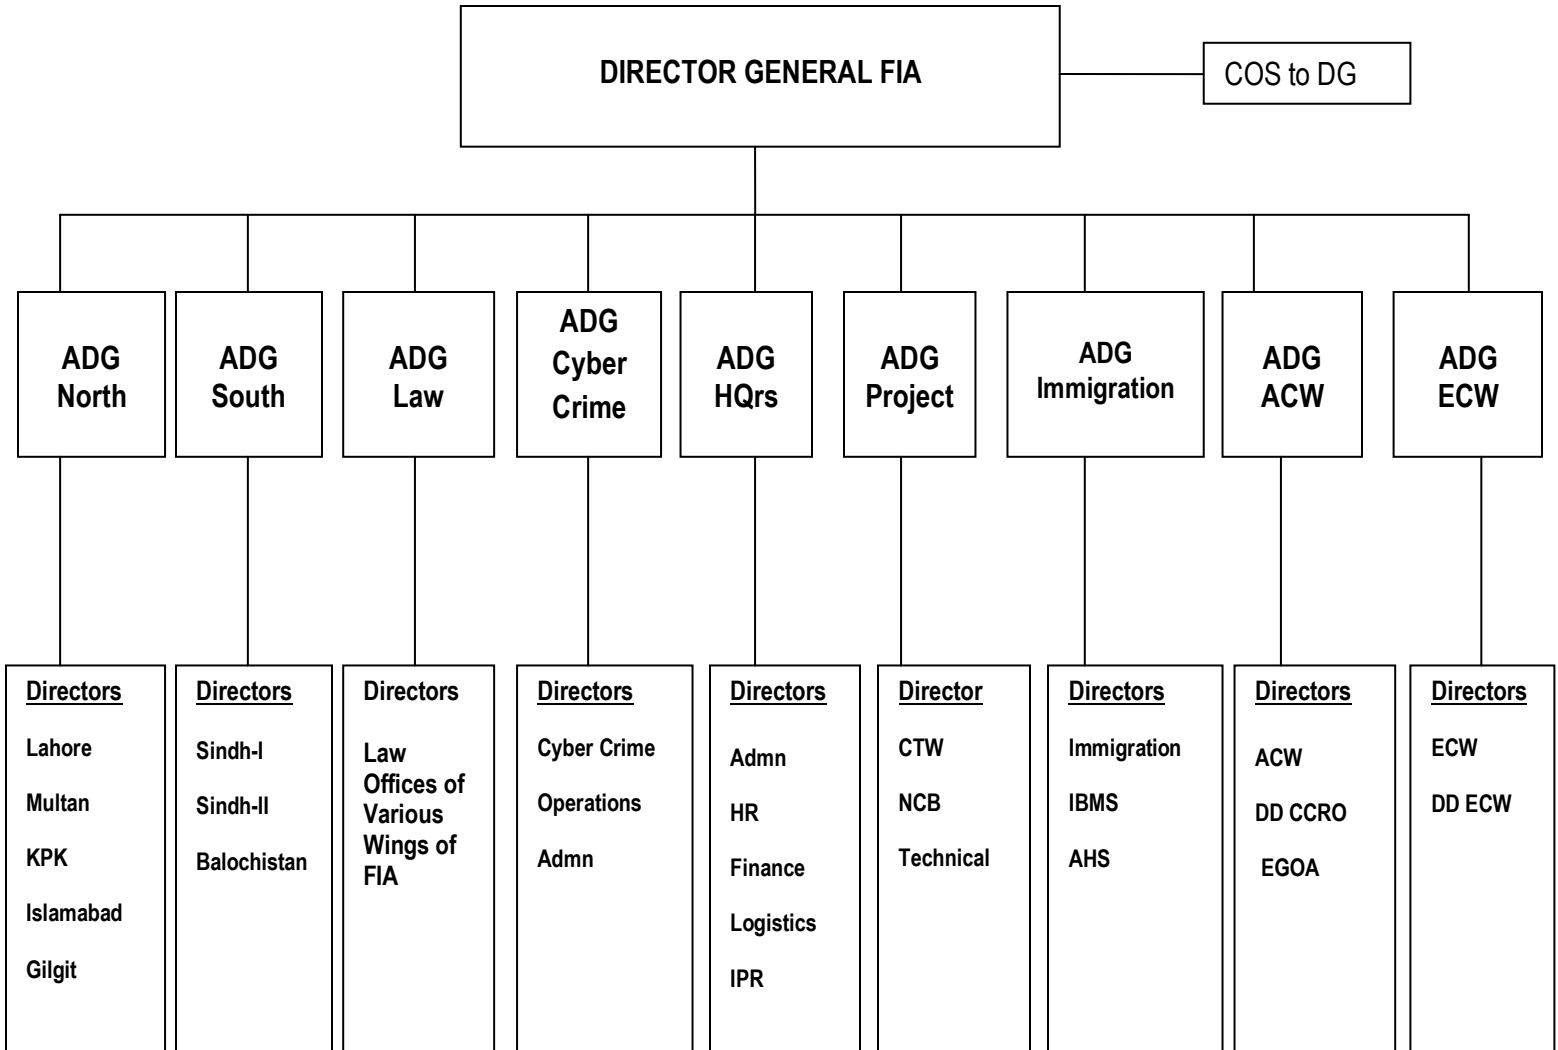 DIRECTOR GENERAL FIA
COS to DG
ADG
North
ADG
South
ADG
Law
ADG
Cyber
Crime
ADG
HQrs
ADG
Project
ADG
Immigration
ADG
ACW
ADG
ECW
Directors
Lahore
Multan
KPK
Islamabad
Gilgit
Directors
Sindh-I
Sindh-II
Balochistan
Directors
Law
Offices of
Various
Wings of
FIA
Directors
Cyber Crime
Operations
Admn
Directors
Admn
HR
Finance
Logistics
IPR
Director
CTW
NCB
Technical
Directors
Immigration
IBMS
AHS
Directors
ACW
DD CCRO
EGOA
Directors
ECW
DD ECW